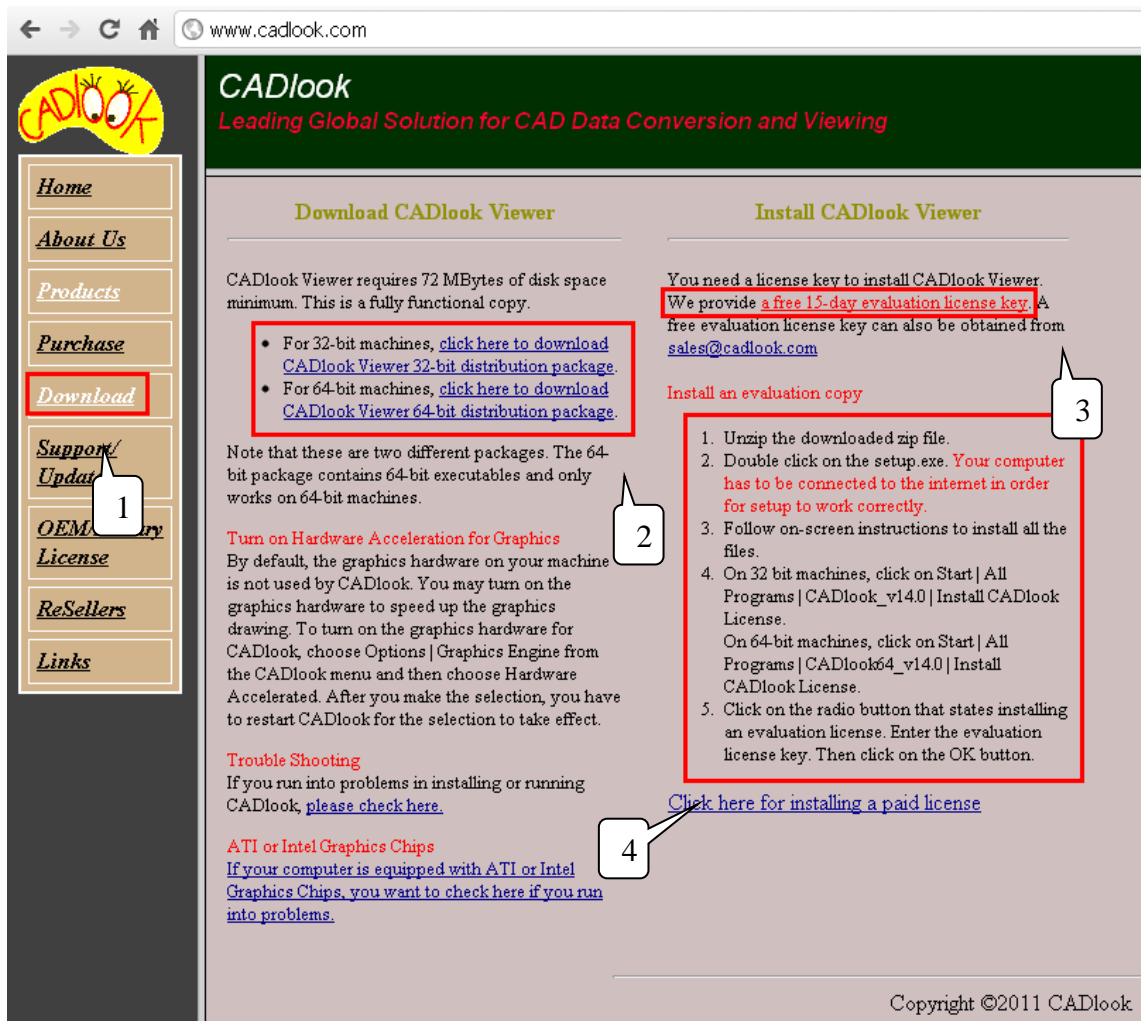 www.cadlook.com
CADlook
CADlook
Leading Global Solution for CAD Data Conversion and Viewing
Home
About Us
Products
Purchase
Download
Support/
Updat
1
OEM
ry
License
ReSellers
Links
Download CADlook Viewer
CADlook Viewer requires 72 MBytes of disk space
minimum. This is a fully functional copy.
• For 32-bit machines, click here to download
CADlook Viewer 32-bit distribution package.
• For 64-bit machines, click here to download
CADlook Viewer 64-bit distribution package.
Note that these are two different packages. The 64-
bit package contains 64-bit executables and only
works on 64-bit machines.
2
Turn on Hardware Acceleration for Graphics
By default, the graphics hardware on your machine
is not used by CADlook. You may turn on the
graphics hardware to speed up the graphics
drawing. To turn on the graphics hardware for
CADlook, choose Options | Graphics Engine from
the CADlook menu and then choose Hardware
Accelerated. After you make the selection, you have
to restart CADlook for the selection to take effect.
Trouble Shooting
If you run into problems in installing or running
CADlook, please check here.
ATI or Intel Graphics Chips
If your computer is equipped with ATI or Intel
Graphics Chips, you want to check here if you run
into problems.
Install CADlook Viewer
You need a license key to install CADlook Viewer.
We provide a free 15-day evaluation license key. A
free evaluation license key can also be obtained from
sales@cadlook.com
3
Install an evaluation copy
1. Unzip the downloaded zip file.
2. Double click on the setup.exe. Your computer
has to be connected to the internet in order
for setup to work correctly.
3. Follow on-screen instructions to install all the
files.
4. On 32 bit machines, click on Start | All
Programs | CADlook_v14.0 | Install CADlook
License.
On 64-bit machines, click on Start | All
Programs | CADlook64_v14.0 | Install
CADlook License.
5. Click on the radio button that states installing
an evaluation license. Enter the evaluation
license key. Then click on the OK button.
Click here for installing a paid license
4
Copyright ©2011 CADlook